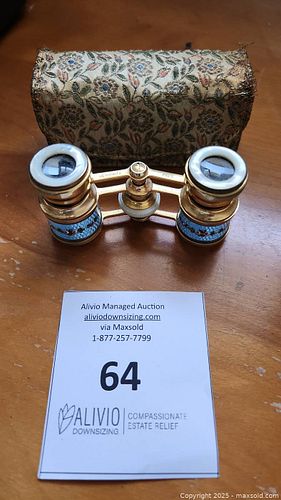 Alivio Managed Auction
aliviodownsizing.com
via Maxsold
1-877-257-7799
64
ALIVIO
DOWNSIZING
COMPASSIONATE
ESTATE RELIEF
Copyright 2025 - maxsold.com